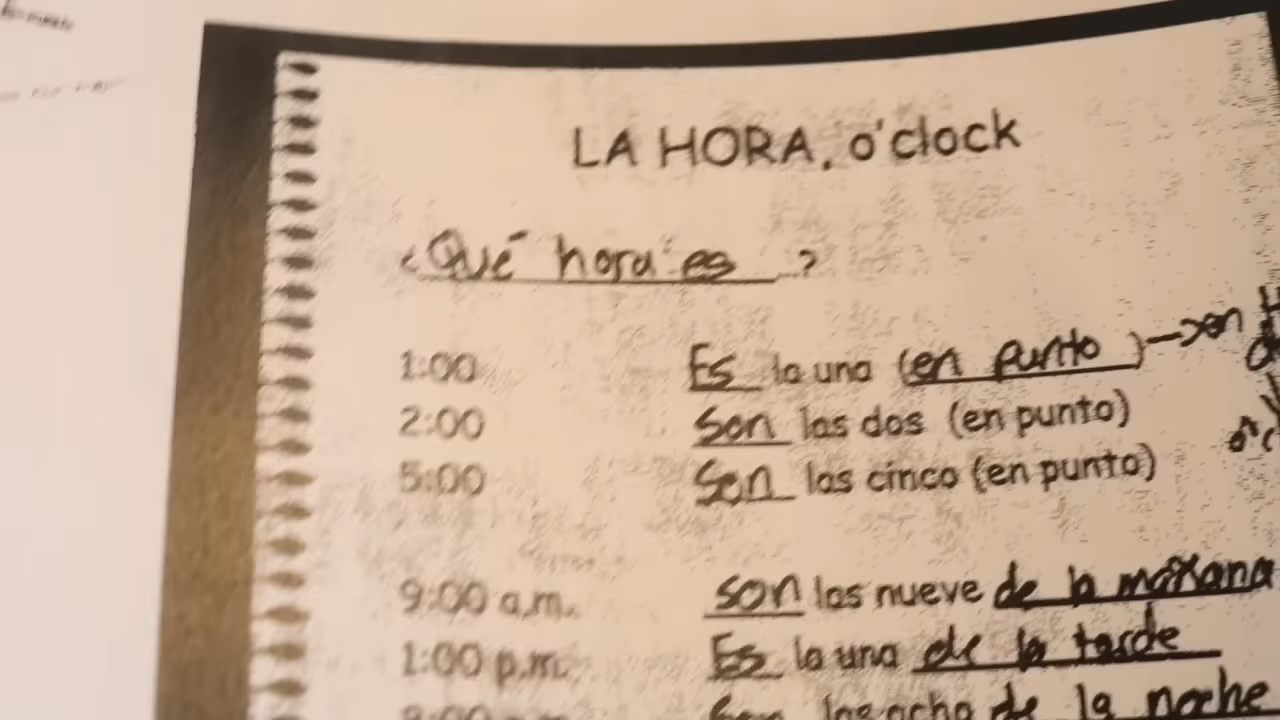 LA HORA, o'clock
¿Qué hora es ?
1:00 Es la una (en punto )→en
2:00 Son las dos (en punto)
5:00 Son las cinco (en punto)
9:00 a.m. son las nueve de la mañana
1:00 p.m. Es la una de la tarde
Son las ocho de la noche